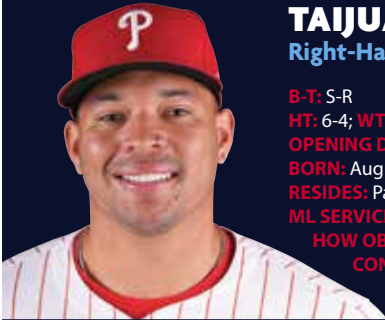 TAIJUA
Right-Ha
B-T: S-R
HT: 6-4; WT
OPENING D
BORN: Aug
RESIDES: Pa
ML SERVIC
HOW OB
CON
P